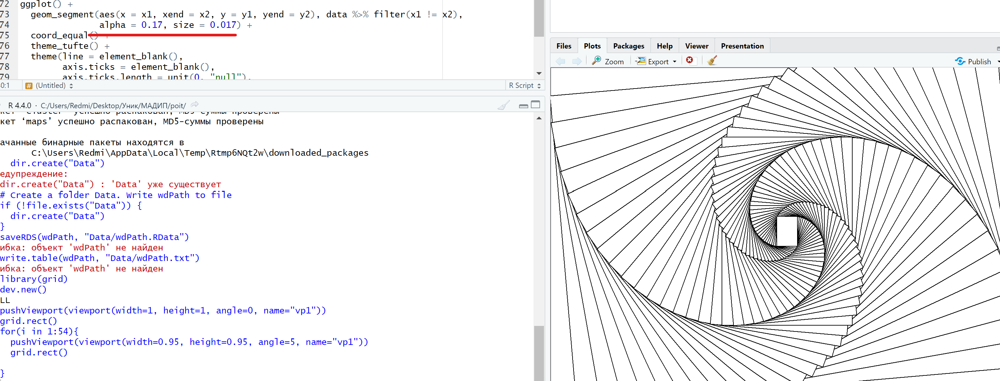 72 ggplot() +
73 geom_segment(aes(x = x1, xend = x2, y = y1, yend = y2), data %>% filter(x1 != x2),
74 alpha = 0.17, size = 0.017) +
75 coord_equal() +
76 theme_tufte() +
77 theme(line = element_blank(),
78 axis.ticks = element_blank(),
79 axis.ticks.length = unit(0, "null"),
0:1 # (Untitled) R Script
R 4.4.0 · C:/Users/Redmi/Desktop/Уник/МАДИП/poit/
кет ‘cluster’ успешно распакован, MD5-суммы проверены
кет ‘maps’ успешно распакован, MD5-суммы проверены
ачанные бинарные пакеты находятся в
C:\Users\Redmi\AppData\Local\Temp\Rtmp6NQt2w\downloaded_packages
dir.create("Data")
едупреждение:
dir.create("Data") : 'Data' уже существует
# Create a folder Data. Write wdPath to file
if (!file.exists("Data")) {
dir.create("Data")
}
saveRDS(wdPath, "Data/wdPath.RData")
ибка: объект 'wdPath' не найден
write.table(wdPath, "Data/wdPath.txt")
ибка: объект 'wdPath' не найден
library(grid)
dev.new()
LL
pushViewport(viewport(width=1, height=1, angle=0, name="vp1"))
grid.rect()
for(i in 1:54){
pushViewport(viewport(width=0.95, height=0.95, angle=5, name="vp1"))
grid.rect()
}
Files Plots Packages Help Viewer Presentation
Zoom Export Publish